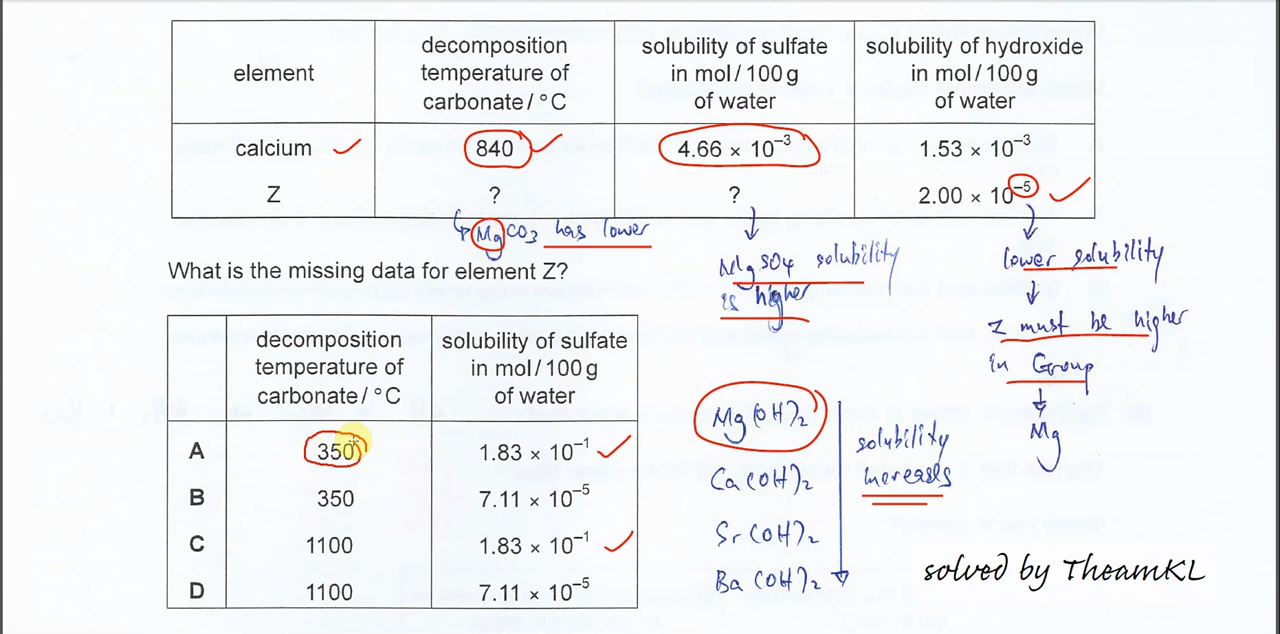 element
decomposition
temperature of
carbonate / °C
solubility of sulfate
in mol / 100 g
of water
solubility of hydroxide
in mol / 100 g
of water
calcium 840 4.66 × 10⁻³ 1.53 × 10⁻³
Z ? ? 2.00 × 10⁻⁵
MgCO₃ has lower
MgSO₄ solubility
is higher
lower solubility
Z must be higher
in Group
Mg
What is the missing data for element Z?
decomposition
temperature of
carbonate / °C
solubility of sulfate
in mol / 100 g
of water
A 350 1.83 × 10⁻¹
B 350 7.11 × 10⁻⁵
C 1100 1.83 × 10⁻¹
D 1100 7.11 × 10⁻⁵
Mg(OH)₂
Ca(OH)₂
Sr(OH)₂
Ba(OH)₂
solubility
increases
solved by TheamKL